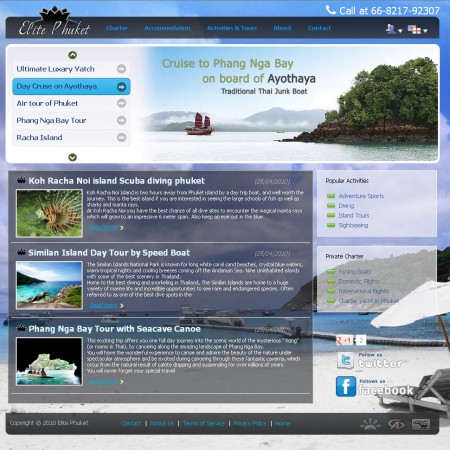 Call at 66-8217-92307
Elite Phuket
Charter Accommodation Activities & Tours About Contact
Ultimate Luxary Yatch
Day Cruse on Ayothaya
Air tour of Phuket
Phang Nga Bay Tour
Racha Island
Cruise to Phang Nga Bay
on board of Ayothaya
Traditional Thai Junk Boat
Koh Racha Noi island Scuba diving phuket [25/04/2010]
Koh Racha Noi is two hours away from Phuket island by a day trip boat, and well worth the
journey. This is the best island if you are interested in seeing the large schools of fish as well as
sharks and manta rays.
At Koh Racha Noi you have the best chance of all dive sites to encounter the magical manta rays
which will grow to an impressive 6 meter span. Also keep an eye out in the blue
Similan Island Day Tour by Speed Boat [25/04/2010]
The Similan Islands National Park is known for long white coral sand beaches, crystal blue waters,
warm tropical nights and cooling breezes coming off the Andaman Sea. Nine Uninhabited islands
with some of the best scenery in Thailand.
Home to the best diving and snorkeling in Thailand, The Similan Islands are home to a huge
variety of marine life and incredible opportunities to see rare and endangered species. Often
referred to as one of the best dive spots in the
Phang Nga Bay Tour with Seacave Canoe [25/04/2010]
This exciting trip offers you one full day journey into the scenic world of the mysterious "hong"
(or rooms in Thai), by canoeing along the amazing landscape of Phang Nga Bay.
You will have the wonderful experience to canoe and admire the beauty of the nature under
spectacular atmosphere and be excited during canoeing through these fantastic caverns, which
occur from the natural result of calcite dripping and suspending for over millions of years.
You will never forget your special travel!
Popular Activities
Adventure Sports
Diving
Island Tours
Sightseeing
Private Charter
Fishing Boats
Domestic Flights
International Flights
Charter yacht in Phuket
+1 2
Follow us
twitter
Follows us
facebook
Copyright © 2010 Elite Phuket Contact | About Us | Terms of Service | Privacy Policy | Home